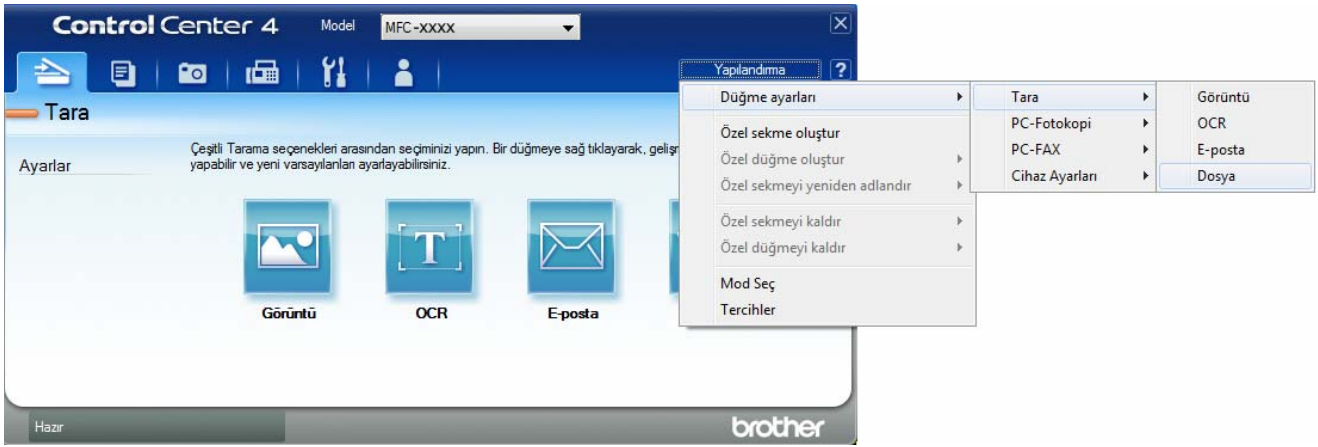 Control Center 4
Model
MFC-XXXX
Yapılandırma
?
Tara
Ayarlar
Çeşitli Tarama seçenekleri arasından seçiminizi yapın. Bir düğmeye sağ tıklayarak,
yapabilir ve yeni varsayılanları ayarlayabilirsiniz.
T
Görüntü
OCR
E-posta
Düğme ayarları
Özel sekme oluştur
Özel düğme oluştur
Özel sekmeyi yeniden adlandır
Özel sekmeyi kaldır
Özel düğmeyi kaldır
Mod Seç
Tercihler
Tara
PC-Fotokopi
PC-FAX
Cihaz Ayarları
Görüntü
OCR
E-posta
Dosya
Hazır
brother